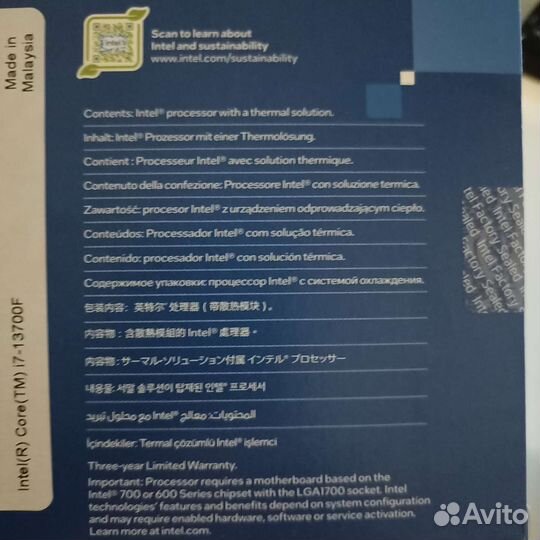 Scan to learn about
Intel and sustainability
www.intel.com/sustainability
Made in
Malaysia
Intel(R) Core(TM) i7-13700F
Contents: Intel® processor with a thermal solution.
Inhalt: Intel® Prozessor mit einer Thermolösung.
Contient : Processeur Intel® avec solution thermique.
Contenuto della confezione: Processore Intel® con soluzione termica.
Zawartość: procesor Intel® z urządzeniem odprowadzającym ciepło.
Conteúdos: Processador Intel® com solução térmica.
Contenido: procesador Intel® con solución térmica.
Содержимое упаковки: процессор Intel® с системой охлаждения.
包装内容：英特尔® 处理器（带散热模块）。
內容物：含散熱模組的 Intel® 處理器。
内容物：サーマル・ソリューション付属 インテル® プロセッサー
내용물: 서멀 솔루션이 탑재된 인텔® 프로세서
المحتويات: معالج Intel® مع محلول تبريد
İçindekiler: Termal çözümlü Intel® işlemci
Three-year Limited Warranty.
Important: Processor requires a motherboard based on the
Intel® 700 or 600 Series chipset with the LGA1700 socket. Intel
technologies' features and benefits depend on system configuration
and may require enabled hardware, software or service activation.
Learn more at intel.com.
Intel Factory Sealed
Avito